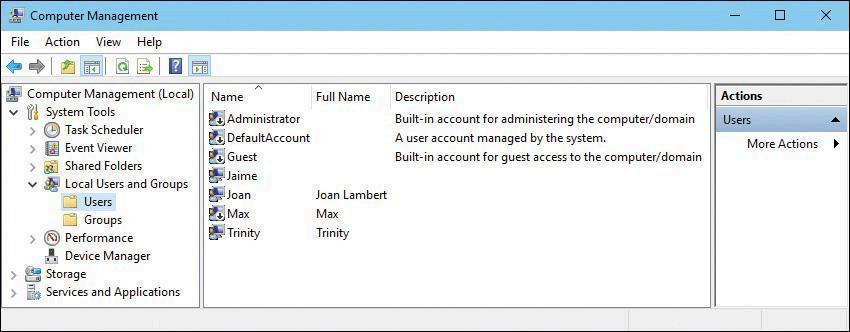 Computer Management
File Action View Help
Computer Management (Local)
System Tools
Task Scheduler
Event Viewer
Shared Folders
Local Users and Groups
Users
Groups
Performance
Device Manager
Storage
Services and Applications
Name Full Name Description
Administrator Built-in account for administering the computer/domain
DefaultAccount A user account managed by the system.
Guest Built-in account for guest access to the computer/domain
Jaime
Joan Joan Lambert
Max Max
Trinity Trinity
Actions
Users
More Actions